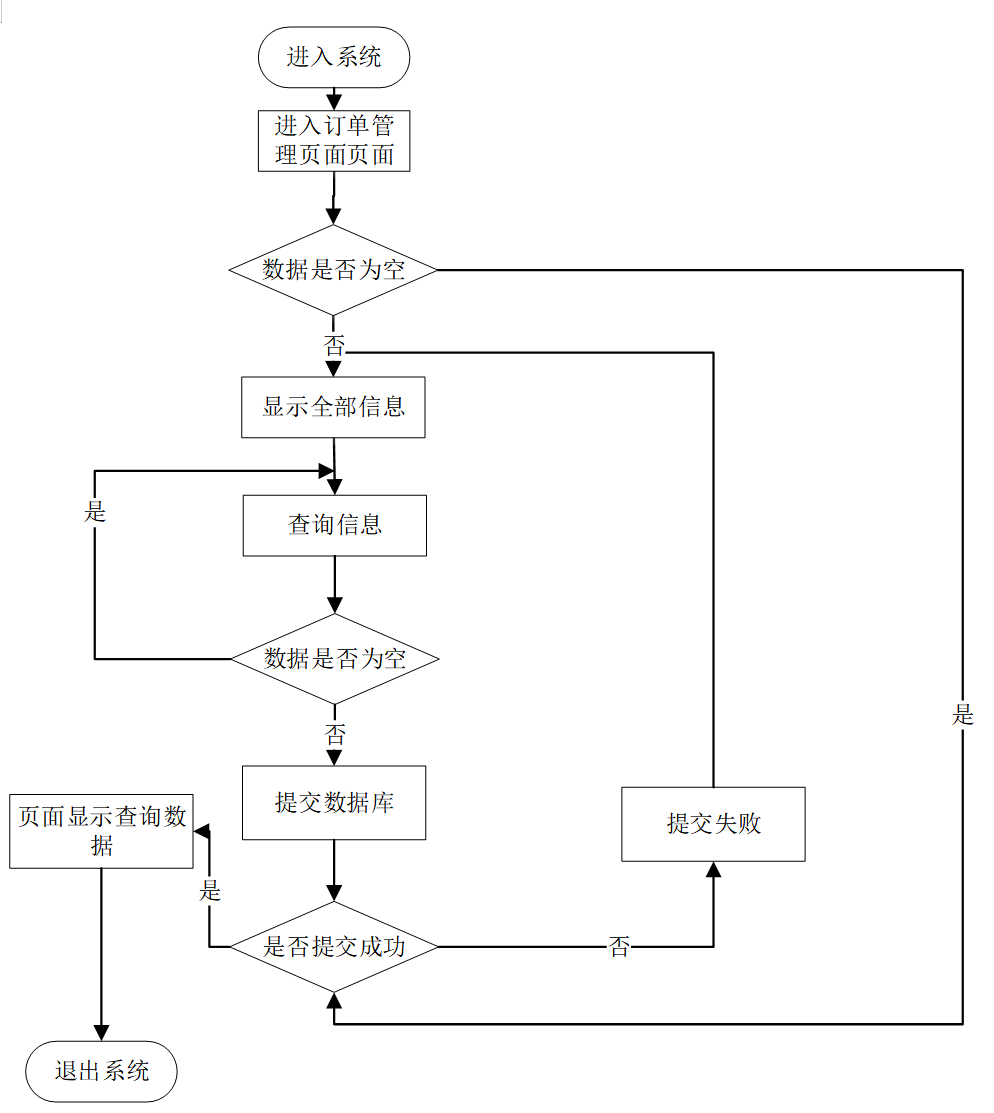 进入系统
进入订单管
理页面页面
数据是否为空
否
显示全部信息
是
查询信息
数据是否为空
是
否
提交数据库
页面显示查询数
据
提交失败
是
是否提交成功
否
退出系统